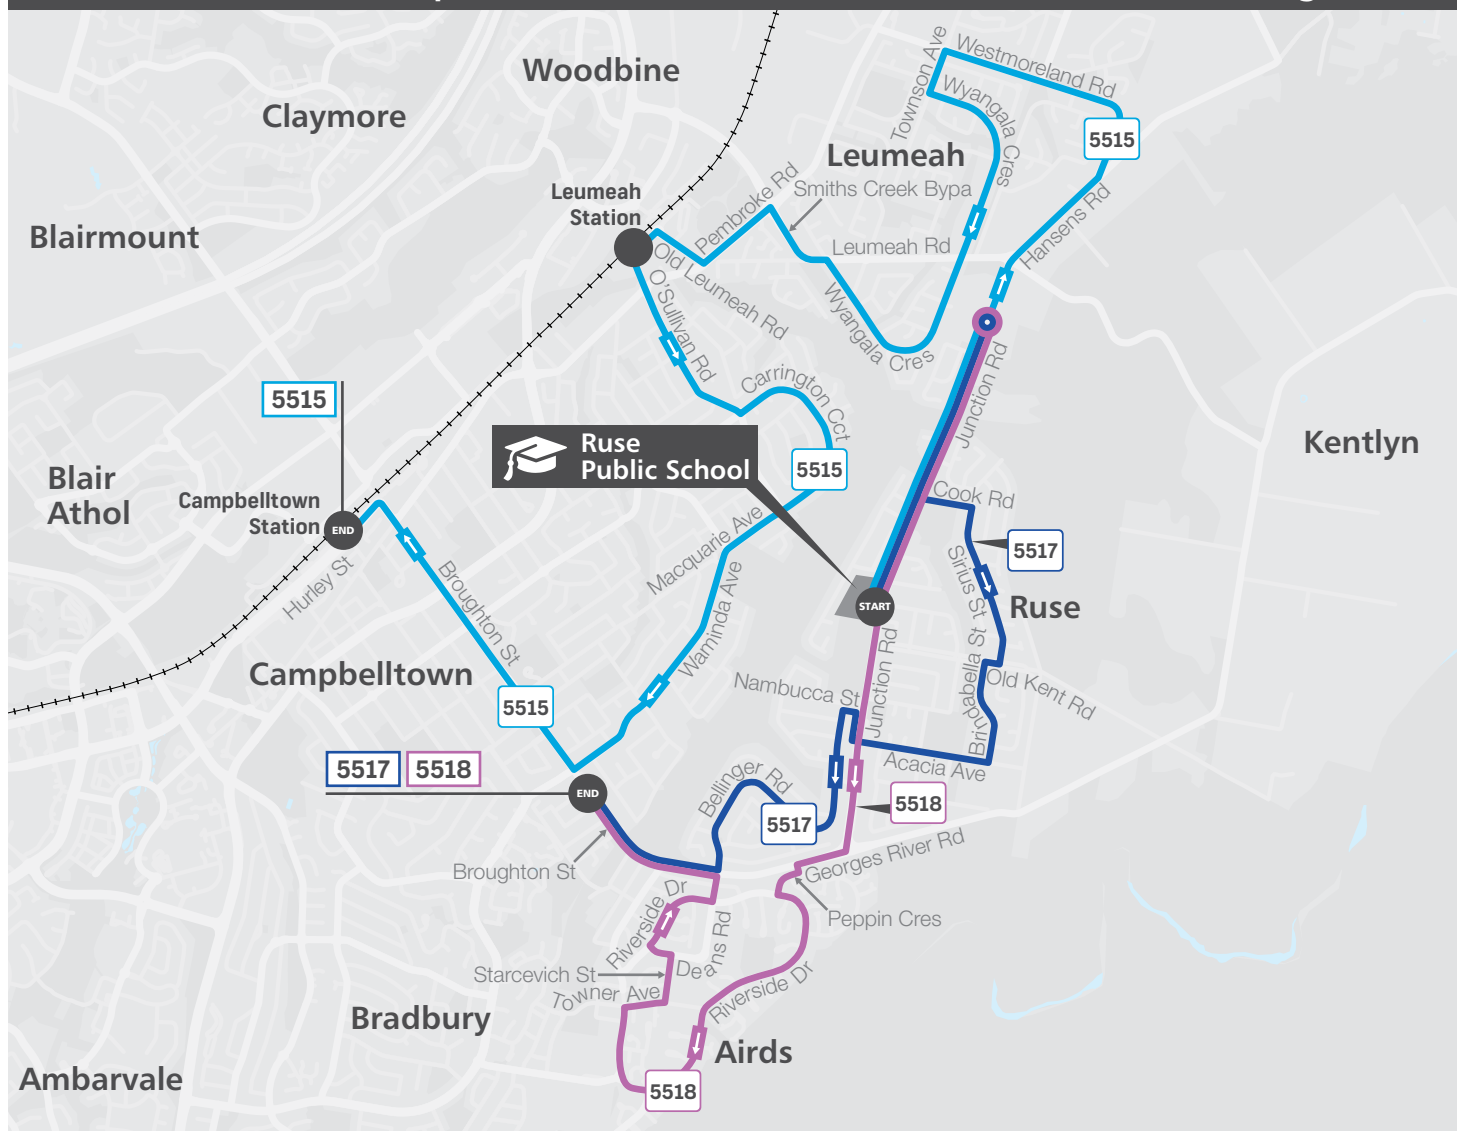 Woodbine
Claymore
Leumeah
Blairmount
Kentlyn
Blair
Athol
Ruse
Campbelltown
Bradbury
Airds
Ambarvale
Leumeah
Station
Campbelltown
Station
Ruse
Public School
START
END
END
5515
5515
5515
5515
5517
5518
5517
5517
5518
5518
Townson Ave
Westmoreland Rd
Wyangala Cres
Smiths Creek Bypa
Pembroke Rd
Leumeah Rd
Hansens Rd
Old Leumeah Rd
O'Sullivan Rd
Wyangala Cres
Carrington Cct
Junction Rd
Cook Rd
Macquarie Ave
Sirius St
Hurley St
Broughton St
Waminda Ave
Brindabella St
Old Kent Rd
Nambucca St
Junction Rd
Acacia Ave
Bellinger Rd
Georges River Rd
Broughton St
Riverside Dr
Peppin Cres
Deans Rd
Starcevich St
Towner Ave
Riverside Dr